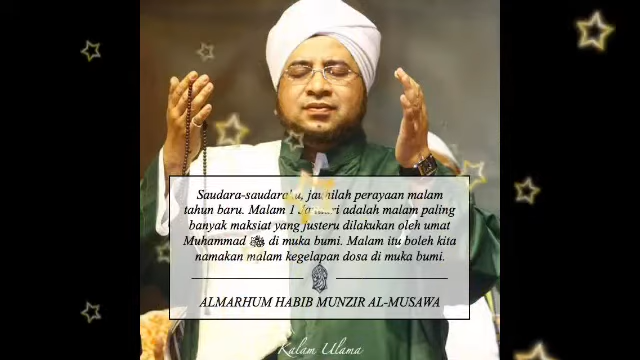 Saudara-saudaraku, jauhilah perayaan malam
tahun baru. Malam 1 Januari adalah malam paling
banyak maksiat yang justeru dilakukan oleh umat
Muhammad ﷺ di muka bumi. Malam itu boleh kita
namakan malam kegelapan dosa di muka bumi.
ALMARHUM HABIB MUNZIR AL-MUSAWA
Kalam Ulama